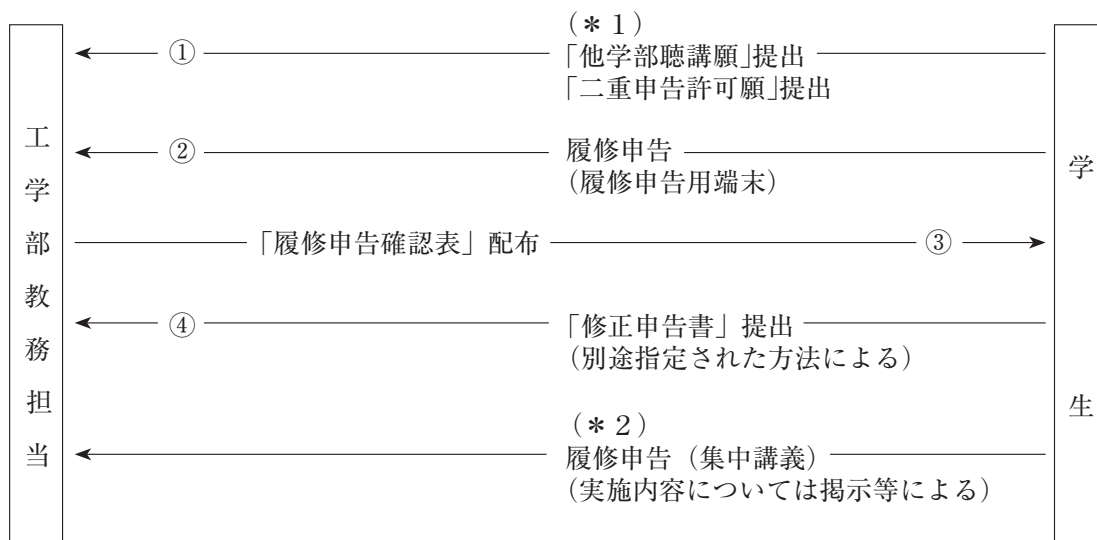 工学部教務担当
(＊1)
① 「他学部聴講願」提出
「二重申告許可願」提出
② 履修申告
(履修申告用端末)
「履修申告確認表」配布 ③
④ 「修正申告書」提出
(別途指定された方法による)
(＊2)
履修申告（集中講義）
(実施内容については掲示等による)
学生